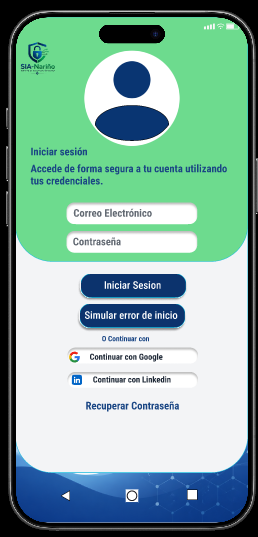 SIA-Nariño
Iniciar sesión
Accede de forma segura a tu cuenta utilizando
tus credenciales.
Correo Electrónico
Contraseña
Iniciar Sesion
Simular error de inicio
O Continuar con
Continuar con Google
Continuar con Linkedin
Recuperar Contraseña